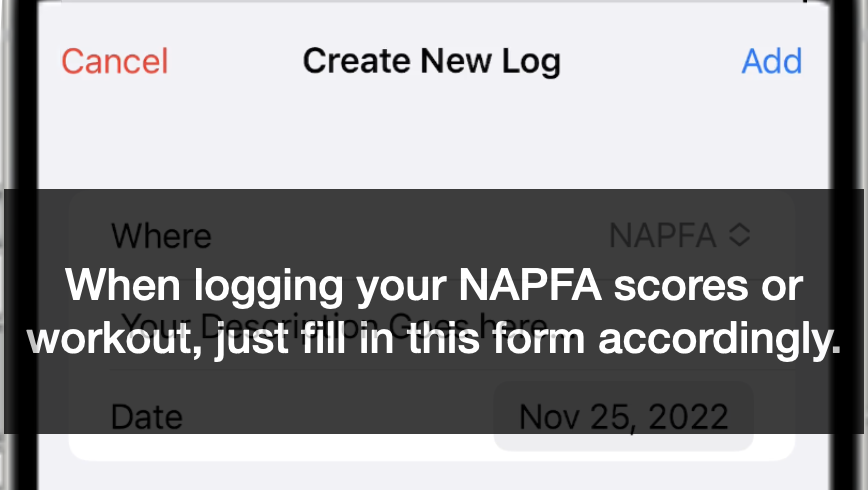 Cancel Create New Log Add
Where NAPFA
When logging your NAPFA scores or
Your Description Goes here...
workout, just fill in this form accordingly.
Date Nov 25, 2022